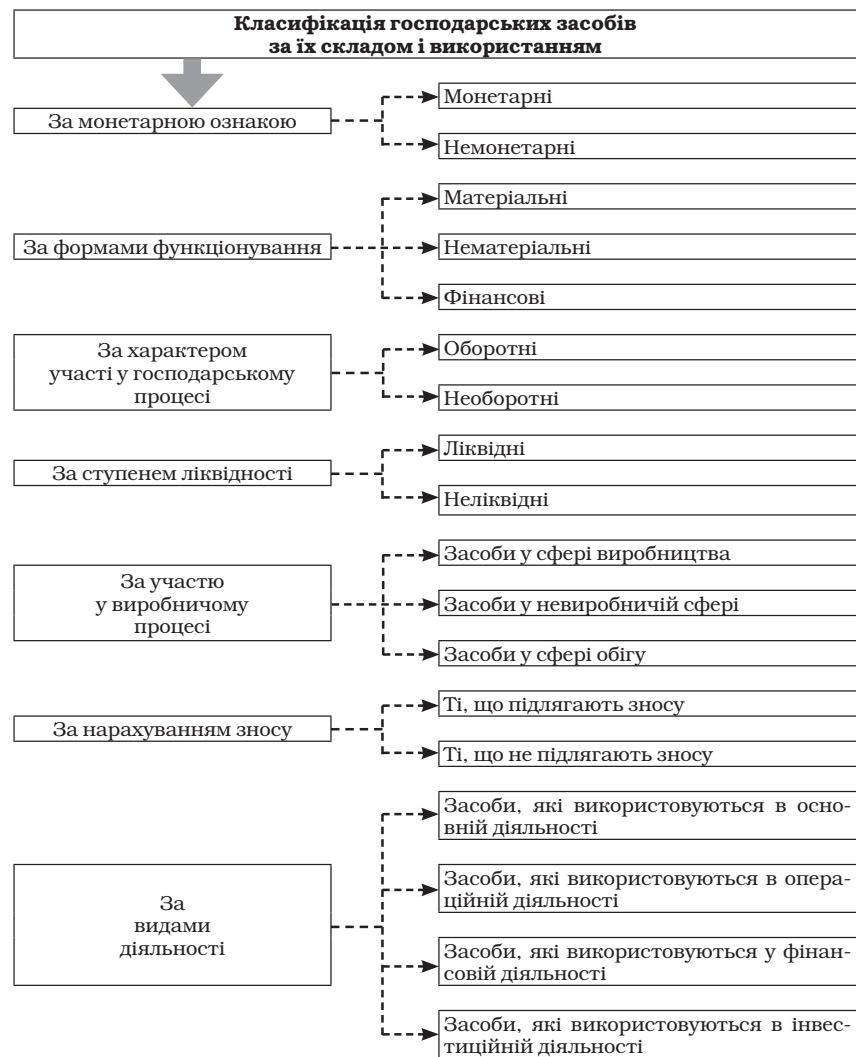 Класифікація господарських засобів
за їх складом і використанням
За монетарною ознакою
Монетарні
Немонетарні
За формами функціонування
Матеріальні
Нематеріальні
Фінансові
За характером
участі у господарському
процесі
Оборотні
Необоротні
За ступенем ліквідності
Ліквідні
Неліквідні
За участю
у виробничому
процесі
Засоби у сфері виробництва
Засоби у невиробничій сфері
Засоби у сфері обігу
За нарахуванням зносу
Ті, що підлягають зносу
Ті, що не підлягають зносу
За
видами
діяльності
Засоби, які використовуються в осно-
вній діяльності
Засоби, які використовуються в опера-
ційній діяльності
Засоби, які використовуються у фінан-
совій діяльності
Засоби, які використовуються в інвес-
тиційній діяльності